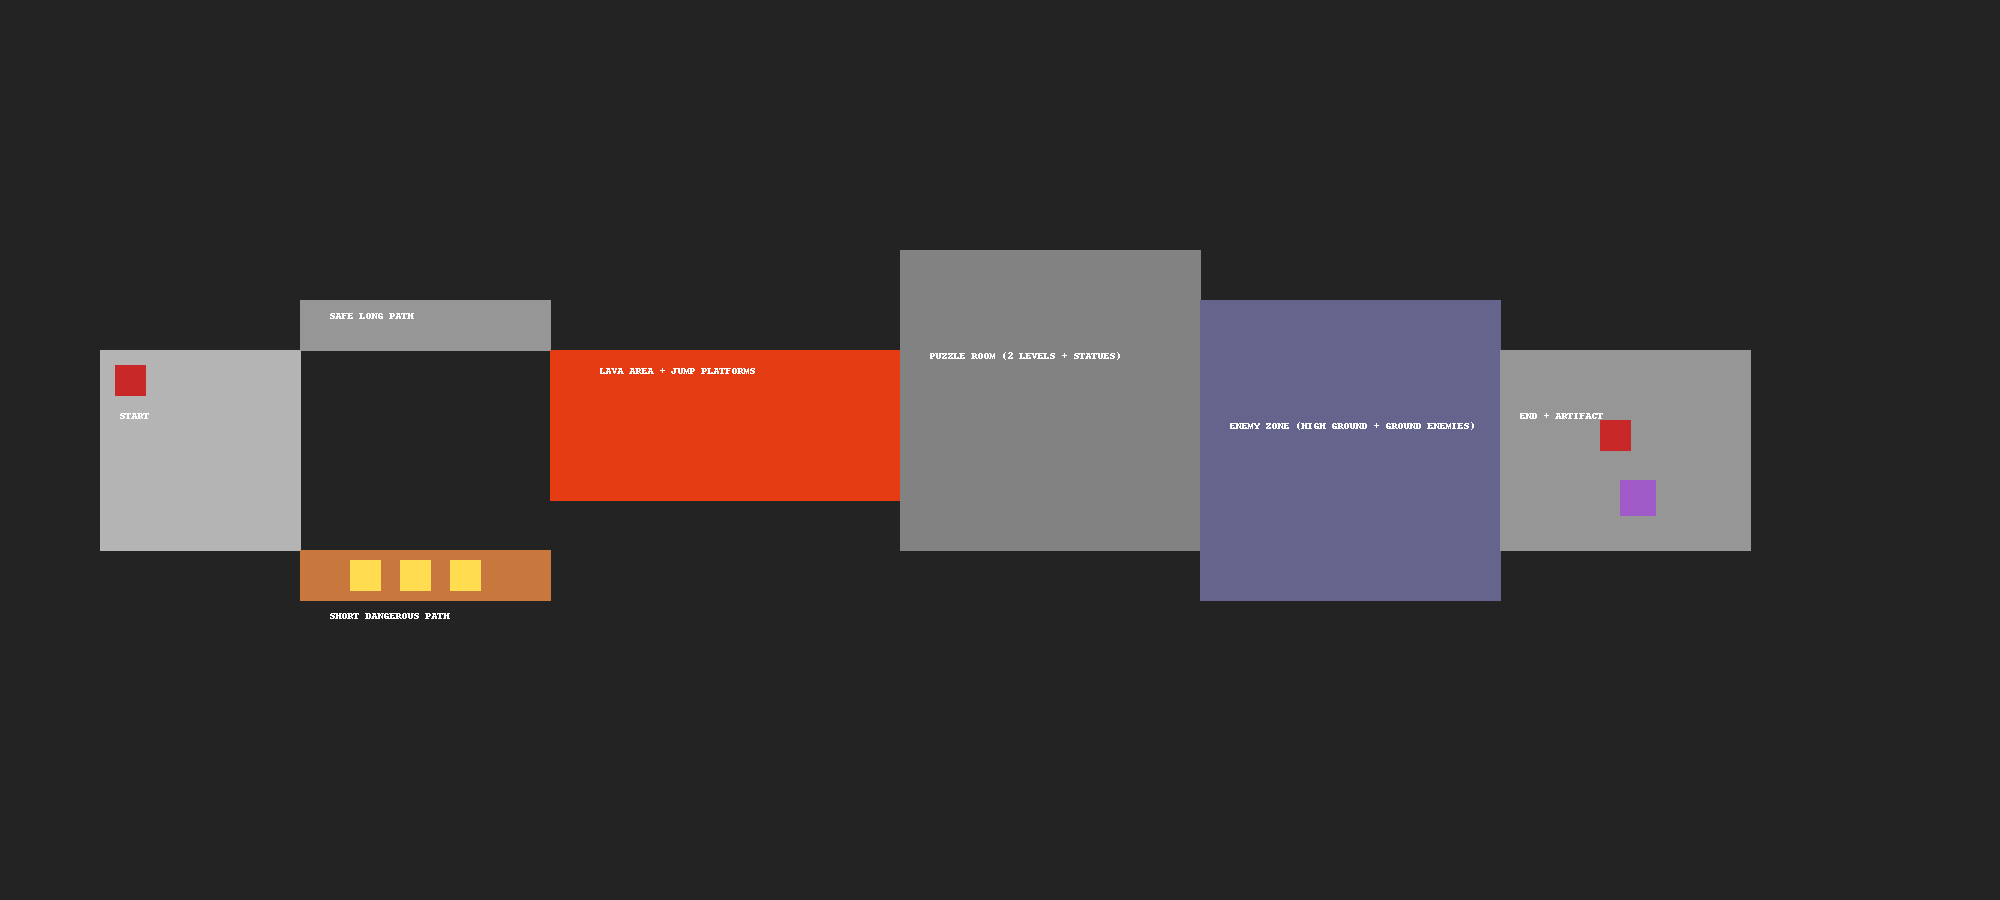 SAFE LONG PATH
PUZZLE ROOM (2 LEVELS + STATUES)
LAVA AREA + JUMP PLATFORMS
START
END + ARTIFACT
ENEMY ZONE (HIGH GROUND + GROUND ENEMIES)
SHORT DANGEROUS PATH